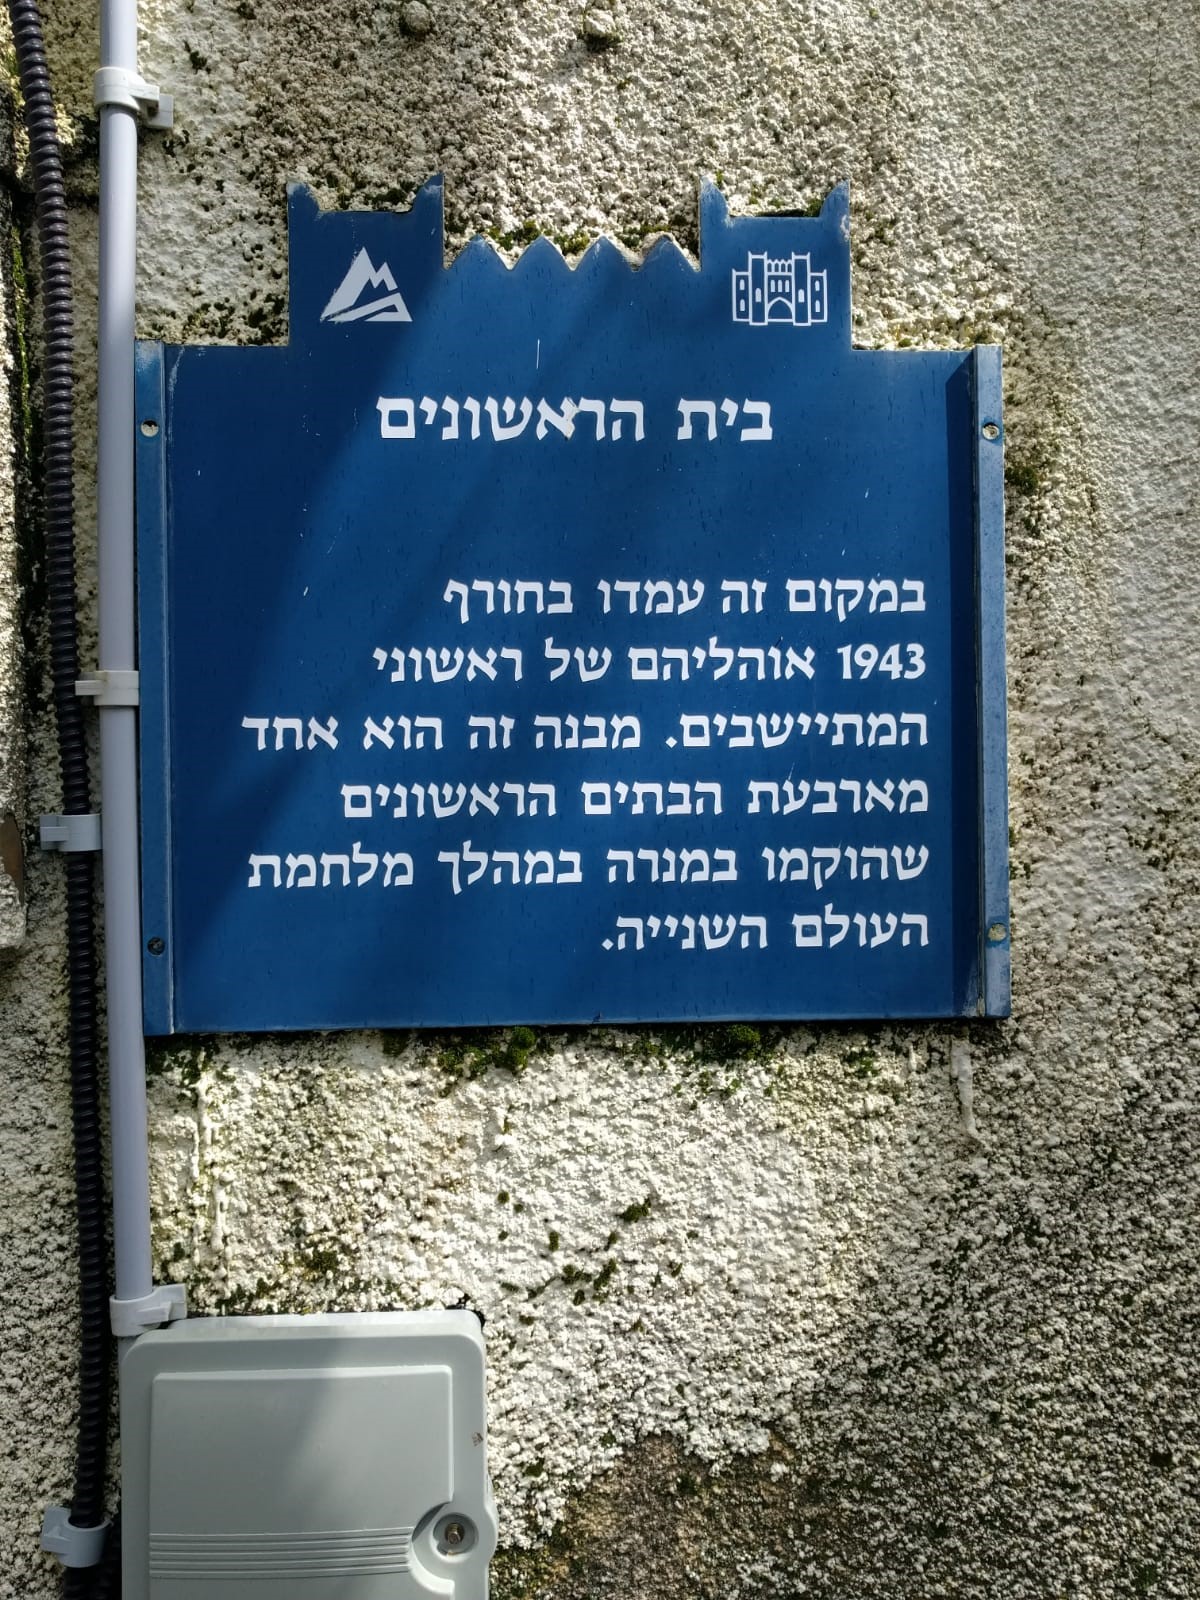 בית הראשונים
במקום זה עמדו בחורף
1943 אוהליהם של ראשוני
המתיישבים. מבנה זה הוא אחד
מארבעת הבתים הראשונים
שהוקמו במנרה במהלך מלחמת
העולם השנייה.